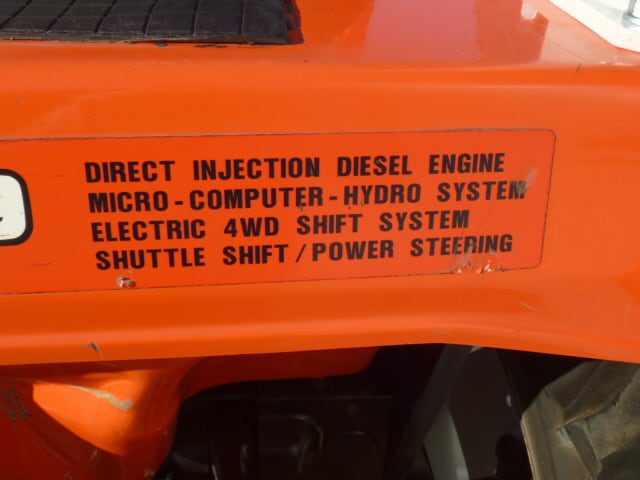 DIRECT INJECTION DIESEL ENGINE
MICRO-COMPUTER-HYDRO SYSTEM
ELECTRIC 4WD SHIFT SYSTEM
SHUTTLE SHIFT/POWER STEERING